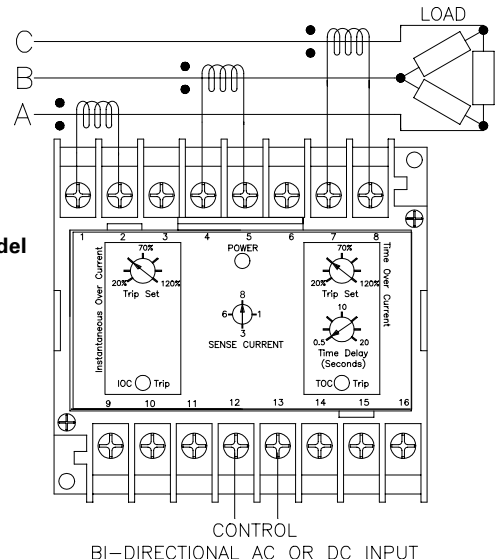 LOAD
C
B
A
del
1 2 3 4 5 6 7 8
Instantaneous Over Current
70%
20% 120%
Trip Set
IOC Trip
POWER
8
6 1
3
SENSE CURRENT
70%
20% 120%
Trip Set
10
0.5 20
Time Delay
(Seconds)
TOC Trip
Time Over Current
9 10 11 12 13 14 15 16
CONTROL
BI-DIRECTIONAL AC OR DC INPUT